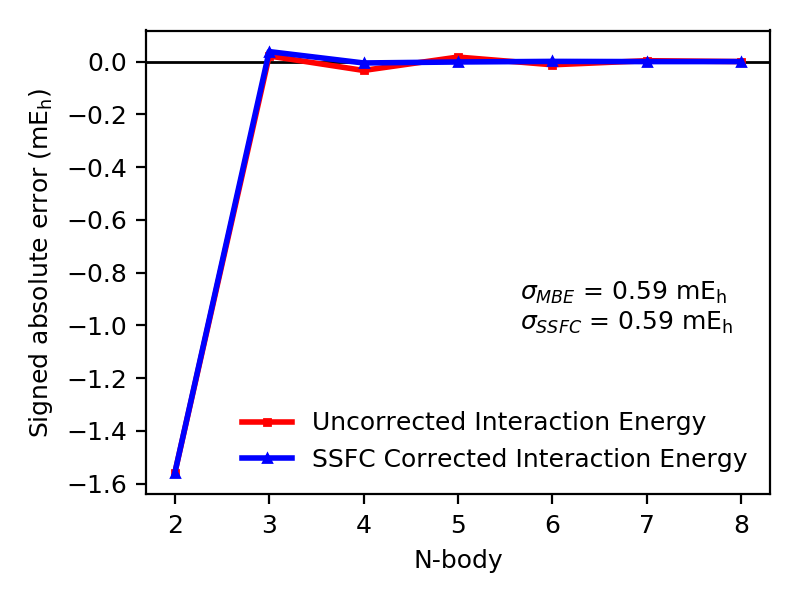 Signed absolute error (mEₕ)
0.0
−0.2
−0.4
−0.6
−0.8
−1.0
−1.2
−1.4
−1.6
σ_MBE = 0.59 mEₕ
σ_SSFC = 0.59 mEₕ
Uncorrected Interaction Energy
SSFC Corrected Interaction Energy
2 3 4 5 6 7 8
N-body